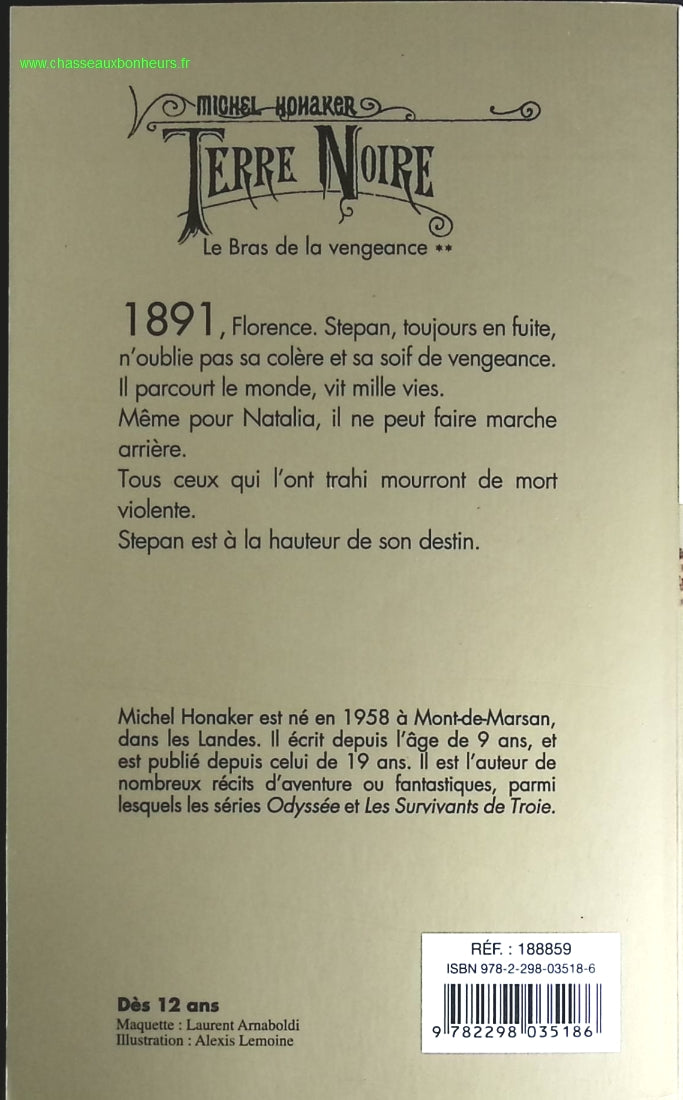 www.chasseauxbonheurs.fr
MICHEL HONAKER
TERRE NOIRE
Le Bras de la vengeance **
1891, Florence. Stepan, toujours en fuite,
n'oublie pas sa colère et sa soif de vengeance.
Il parcourt le monde, vit mille vies.
Même pour Natalia, il ne peut faire marche
arrière.
Tous ceux qui l'ont trahi mourront de mort
violente.
Stepan est à la hauteur de son destin.
Michel Honaker est né en 1958 à Mont-de-Marsan,
dans les Landes. Il écrit depuis l'âge de 9 ans, et
est publié depuis celui de 19 ans. Il est l'auteur de
nombreux récits d'aventure ou fantastiques, parmi
lesquels les séries Odyssée et Les Survivants de Troie.
RÉF. : 188859
ISBN 978-2-298-03518-6
9 782298 035186
Dès 12 ans
Maquette : Laurent Arnaboldi
Illustration : Alexis Lemoine